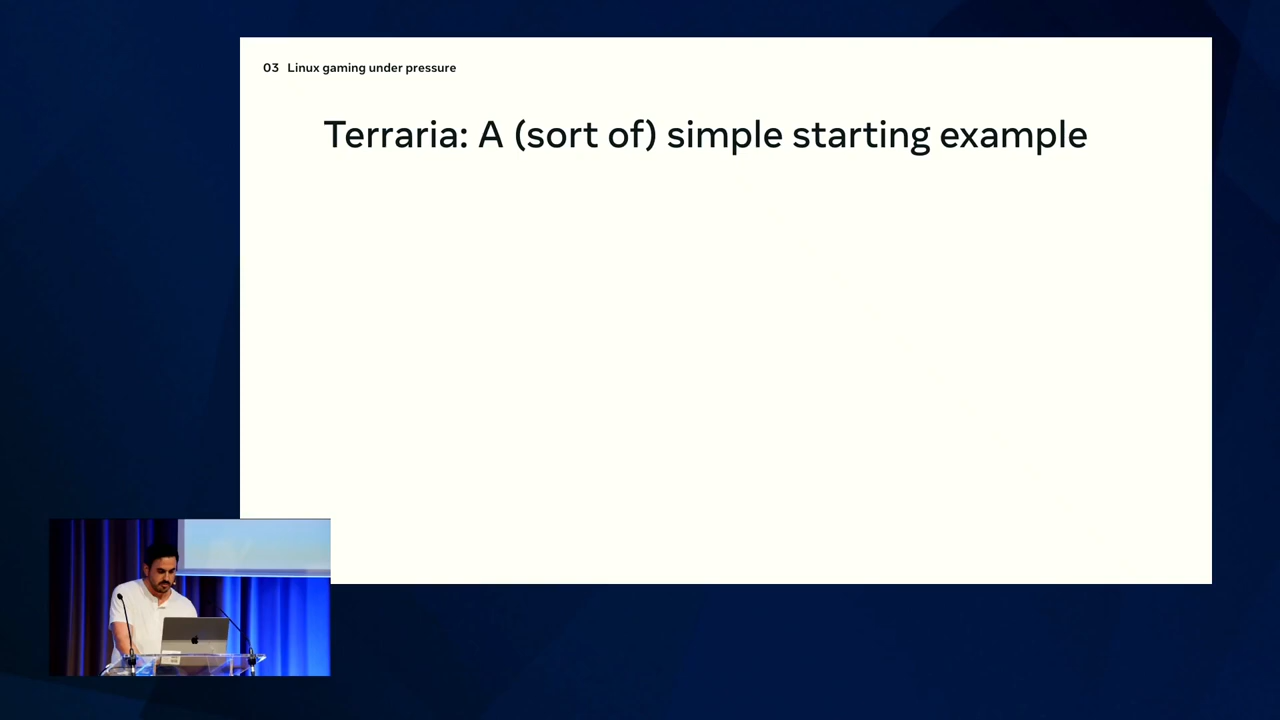 03 Linux gaming under pressure
Terraria: A (sort of) simple starting example